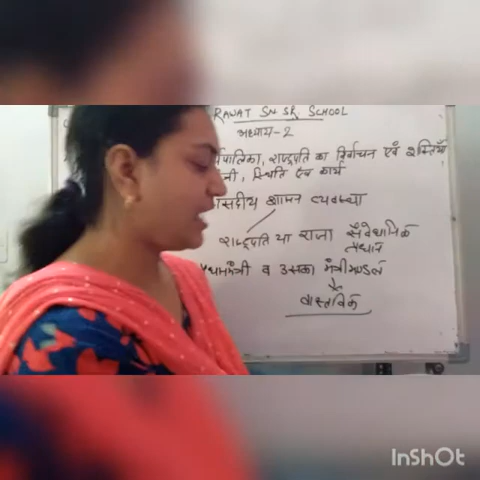 RAWAT SN SR SCHOOL
अध्याय-2
राष्ट्रपति का निर्वाचन एवं शक्तियाँ
स्थिति एवं कार्य
शासन व्यवस्था
राष्ट्रपति या राजा संवैधानिक
प्रधान
प्रधानमंत्री व उसका मंत्रीमण्डल
वास्तविक
InShOt